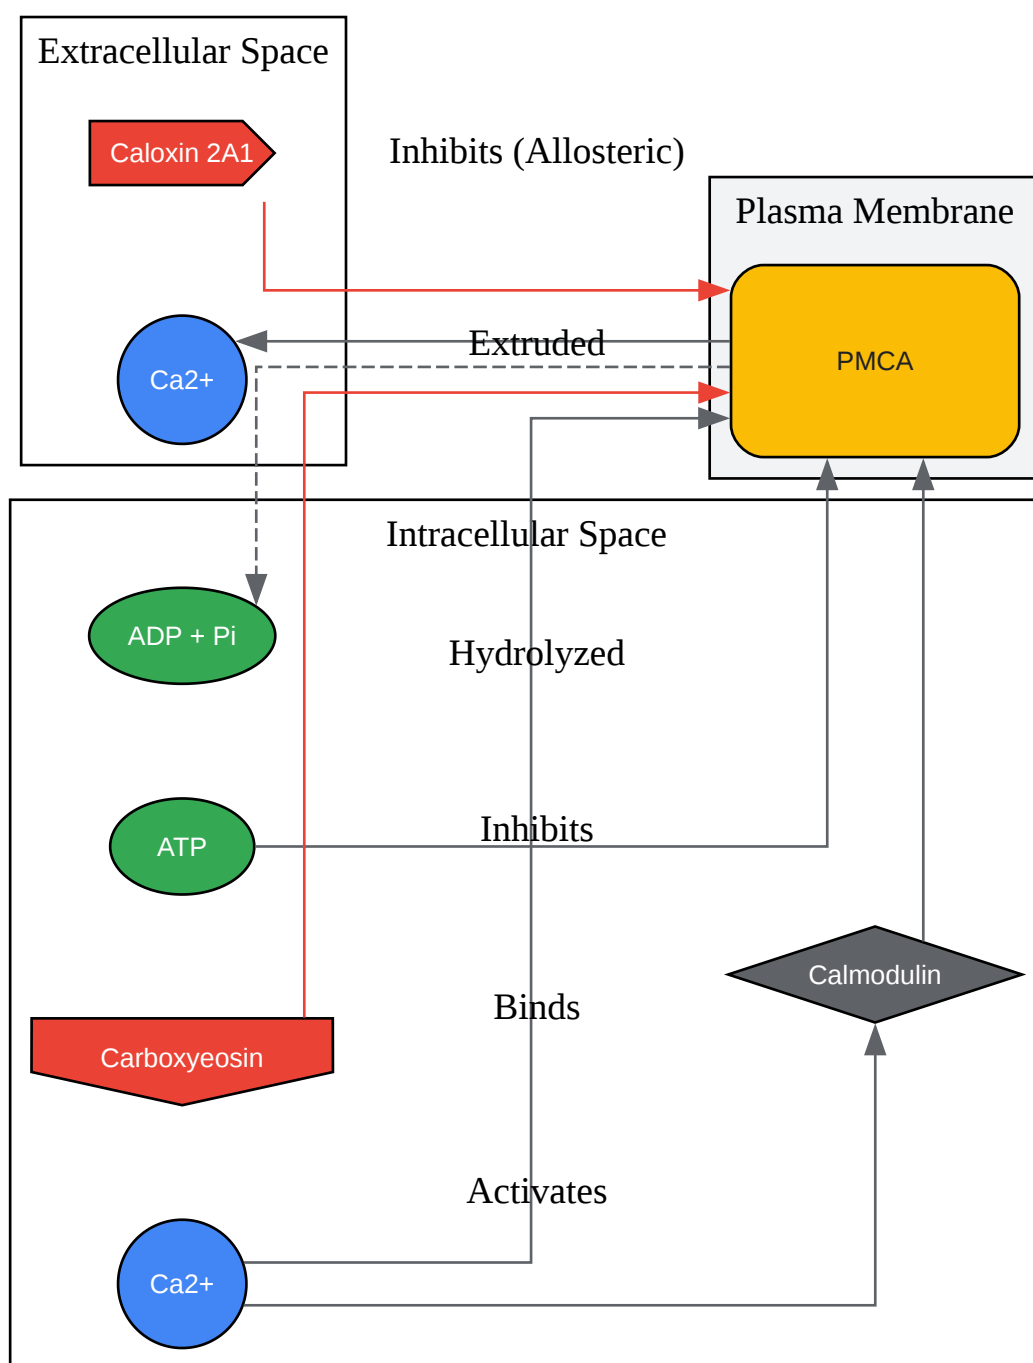 Extracellular Space
Caloxin 2A1
Inhibits (Allosteric)
Plasma Membrane
Extruded
PMCA
Ca2+
Intracellular Space
ADP + Pi
Hydrolyzed
Inhibits
ATP
Calmodulin
Binds
Carboxyeosin
Activates
Ca2+